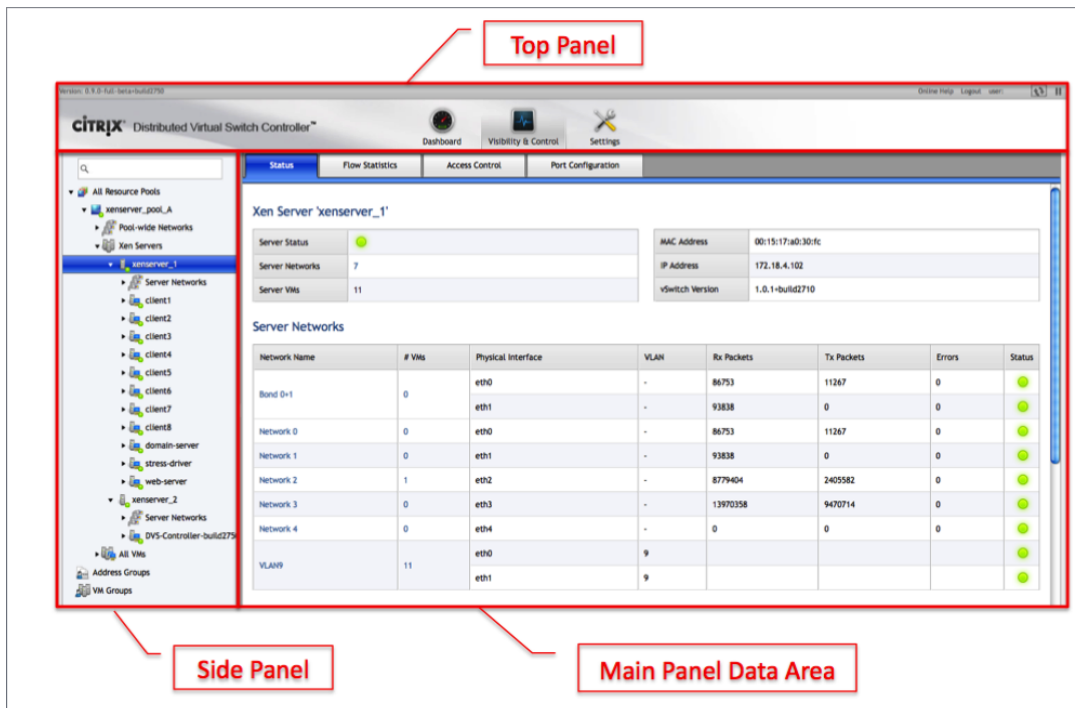 Top Panel
Version: 0.9.0-full-beta+build2750
Online Help Logout user:
CITRIX Distributed Virtual Switch Controller™
Dashboard Visibility & Control Settings
Status Flow Statistics Access Control Port Configuration
All Resource Pools
xenserver_pool_A
Pool-wide Networks
Xen Servers
xenserver_1
Server Networks
client1
client2
client3
client4
client5
client6
client7
client8
domain-server
stress-driver
web-server
xenserver_2
Server Networks
DVS-Controller-build275
All VMs
Address Groups
VM Groups
Xen Server 'xenserver_1'
Server Status
Server Networks 7
Server VMs 11
MAC Address 00:15:17:a0:30:fc
IP Address 172.18.4.102
vSwitch Version 1.0.1+build2710
Server Networks
Network Name # VMs Physical Interface VLAN Rx Packets Tx Packets Errors Status
Bond 0+1 0 eth0 - 86753 11267 0
eth1 - 93838 0 0
Network 0 0 eth0 - 86753 11267 0
Network 1 0 eth1 - 93838 0 0
Network 2 1 eth2 - 8779404 2405582 0
Network 3 0 eth3 - 13970358 9470714 0
Network 4 0 eth4 - 0 0 0
VLAN9 11 eth0 9
eth1 9
Side Panel
Main Panel Data Area